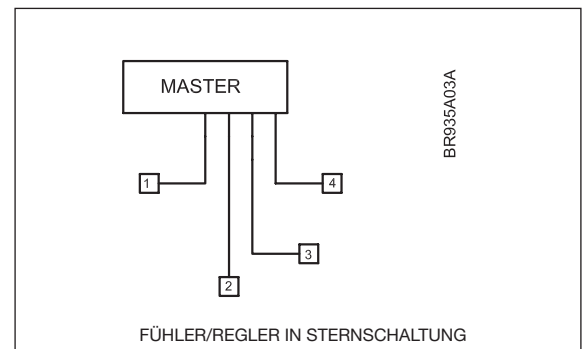 MASTER
BR935A03A
1
4
3
2
FÜHLER/REGLER IN STERNSCHALTUNG